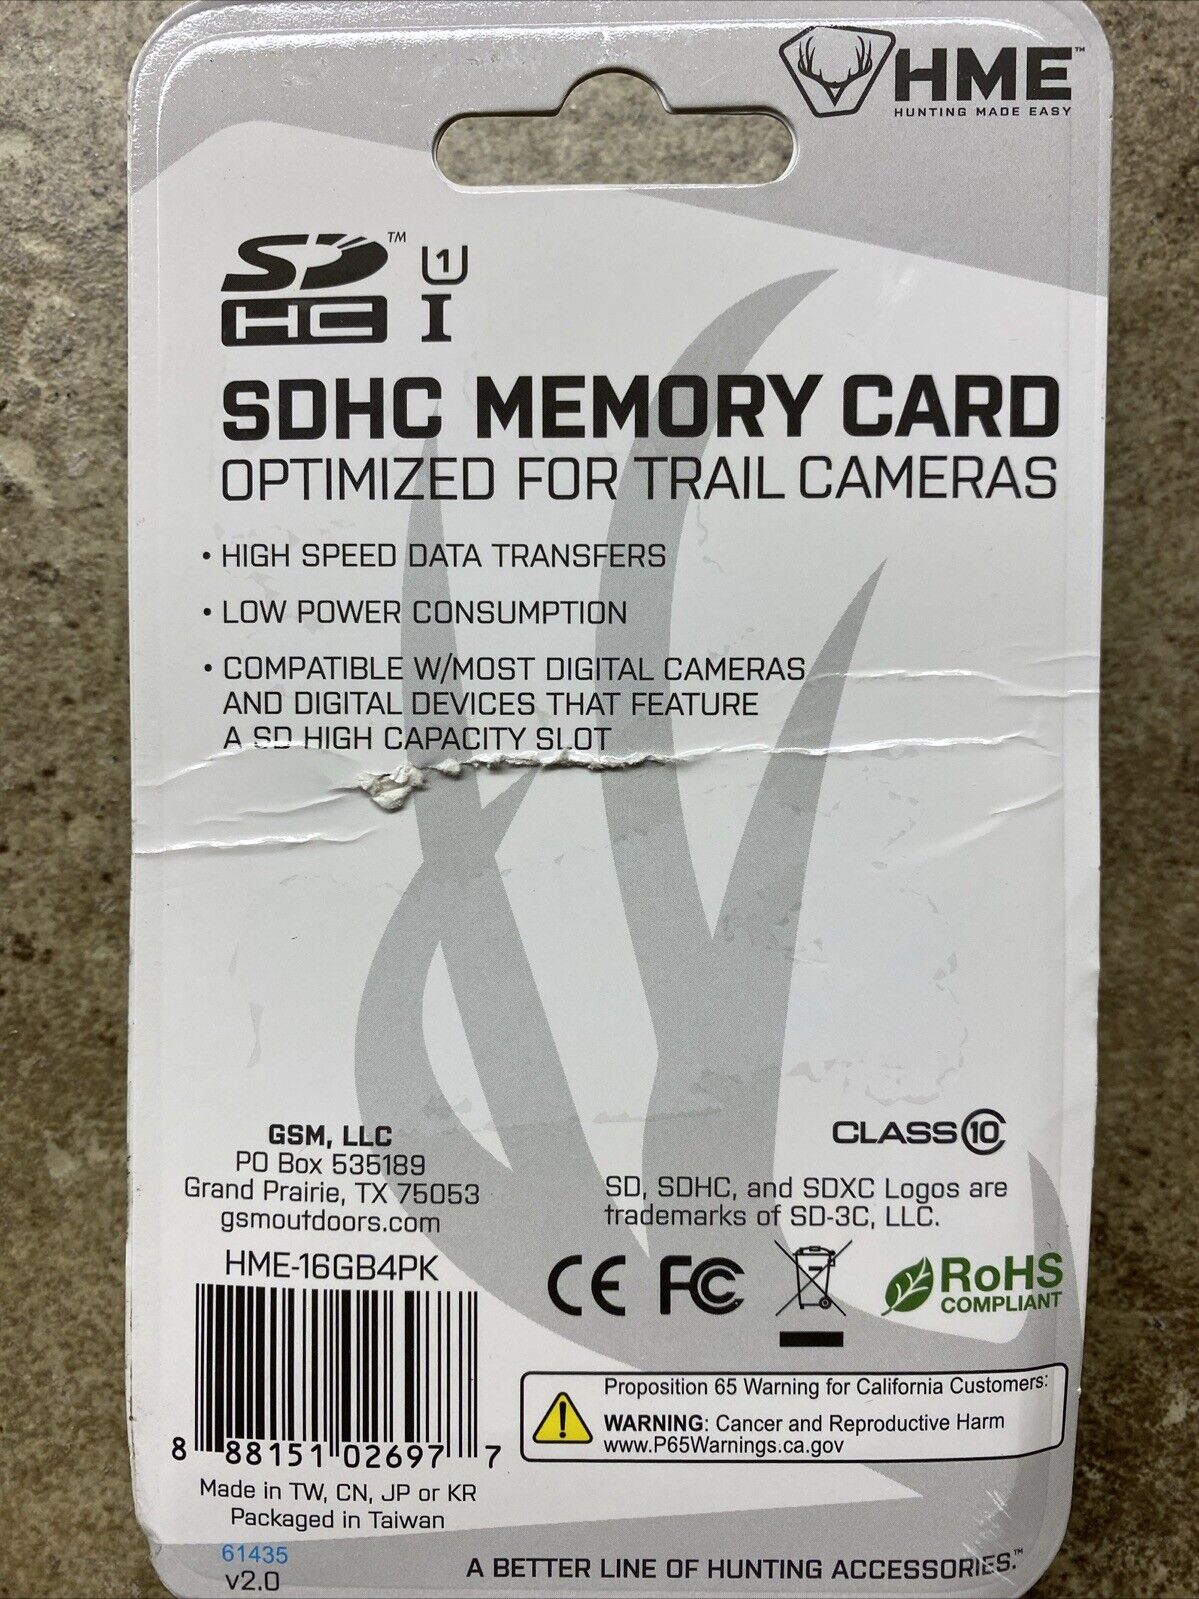 HME™
HUNTING MADE EASY
SD™
HC
1
I
SDHC MEMORY CARD
OPTIMIZED FOR TRAIL CAMERAS
• HIGH SPEED DATA TRANSFERS
• LOW POWER CONSUMPTION
• COMPATIBLE W/MOST DIGITAL CAMERAS
AND DIGITAL DEVICES THAT FEATURE
A SD HIGH CAPACITY SLOT
GSM, LLC
PO Box 535189
Grand Prairie, TX 75053
gsmoutdoors.com
HME-16GB4PK
8 88151 02697 7
Made in TW, CN, JP or KR
Packaged in Taiwan
61435
v2.0
CLASS 10
SD, SDHC, and SDXC Logos are
trademarks of SD-3C, LLC.
CE FC
RoHS
COMPLIANT
Proposition 65 Warning for California Customers:
WARNING: Cancer and Reproductive Harm
www.P65Warnings.ca.gov
A BETTER LINE OF HUNTING ACCESSORIES.™